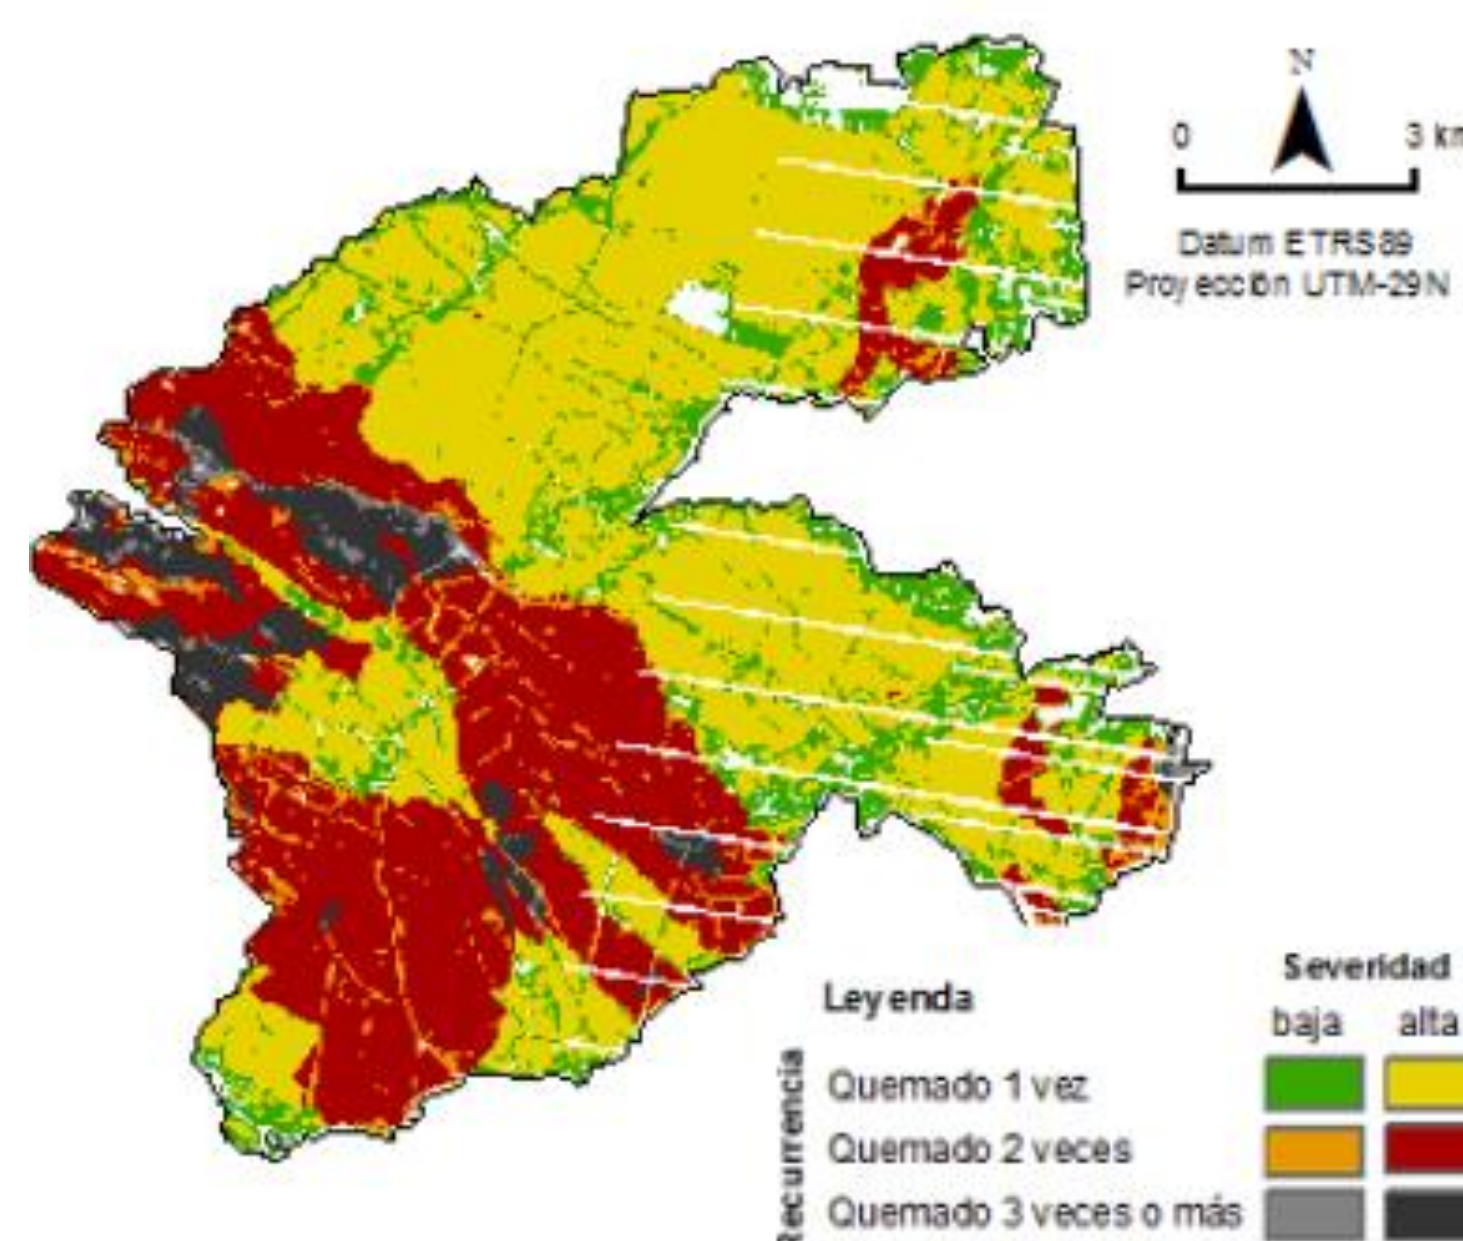 N
0 3 km
Datum ETRS89
Proyección UTM-29N
Leyenda
Severidad
baja alta
Recurrencia
Quemado 1 vez
Quemado 2 veces
Quemado 3 veces o más